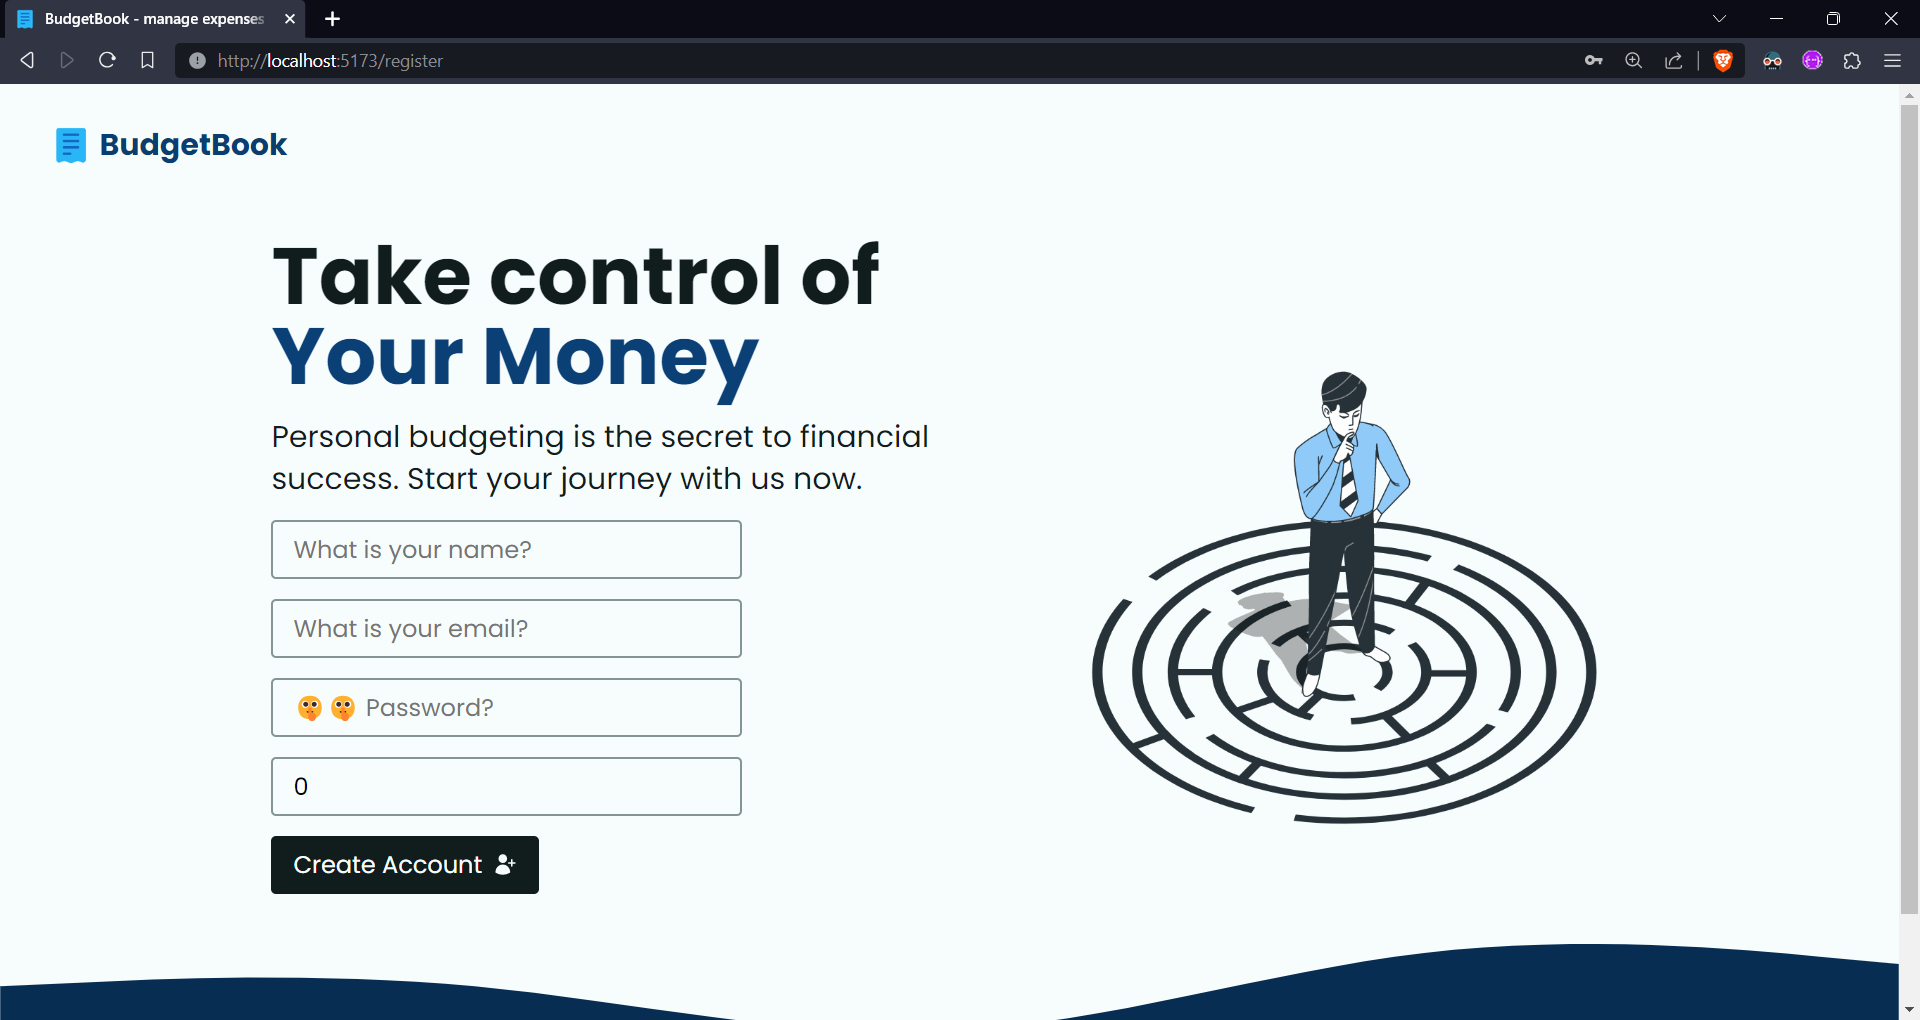 BudgetBook - manage expenses
http://localhost:5173/register
BudgetBook
Take control of
Your Money
Personal budgeting is the secret to financial
success. Start your journey with us now.
What is your name?
What is your email?
🫣🫣 Password?
0
Create Account